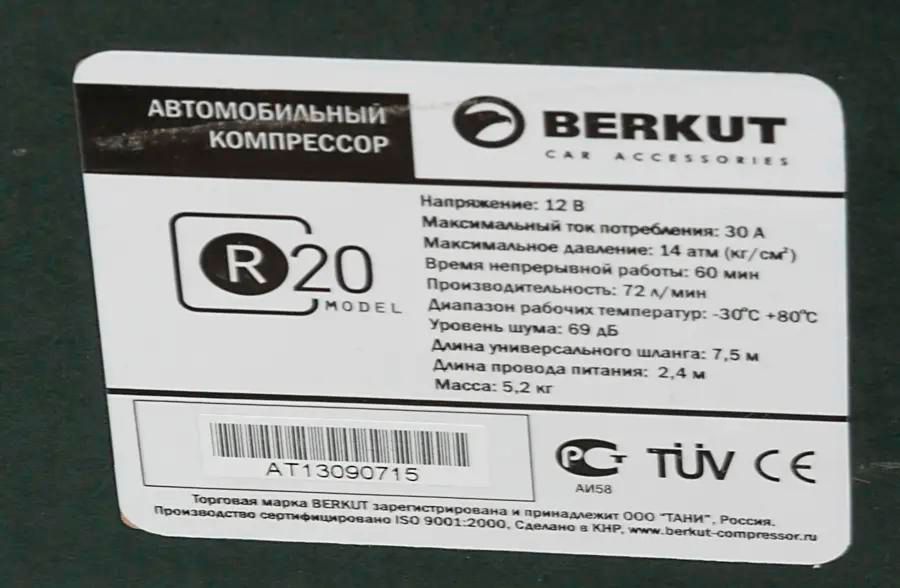 АВТОМОБИЛЬНЫЙ
КОМПРЕССОР
BERKUT
CAR ACCESSORIES
R20
MODEL
Напряжение: 12 В
Максимальный ток потребления: 30 А
Максимальное давление: 14 атм (кг/см²)
Время непрерывной работы: 60 мин
Производительность: 72 л/мин
Диапазон рабочих температур: -30°C +80°C
Уровень шума: 69 дБ
Длина универсального шланга: 7,5 м
Длина провода питания: 2,4 м
Масса: 5,2 кг
AT13090715
РСТ TÜV CE
АИ58
Торговая марка BERKUT зарегистрирована и принадлежит ООО "ТАНИ", Россия.
Производство сертифицировано ISO 9001:2000, Сделано в КНР, www.berkut-compressor.ru